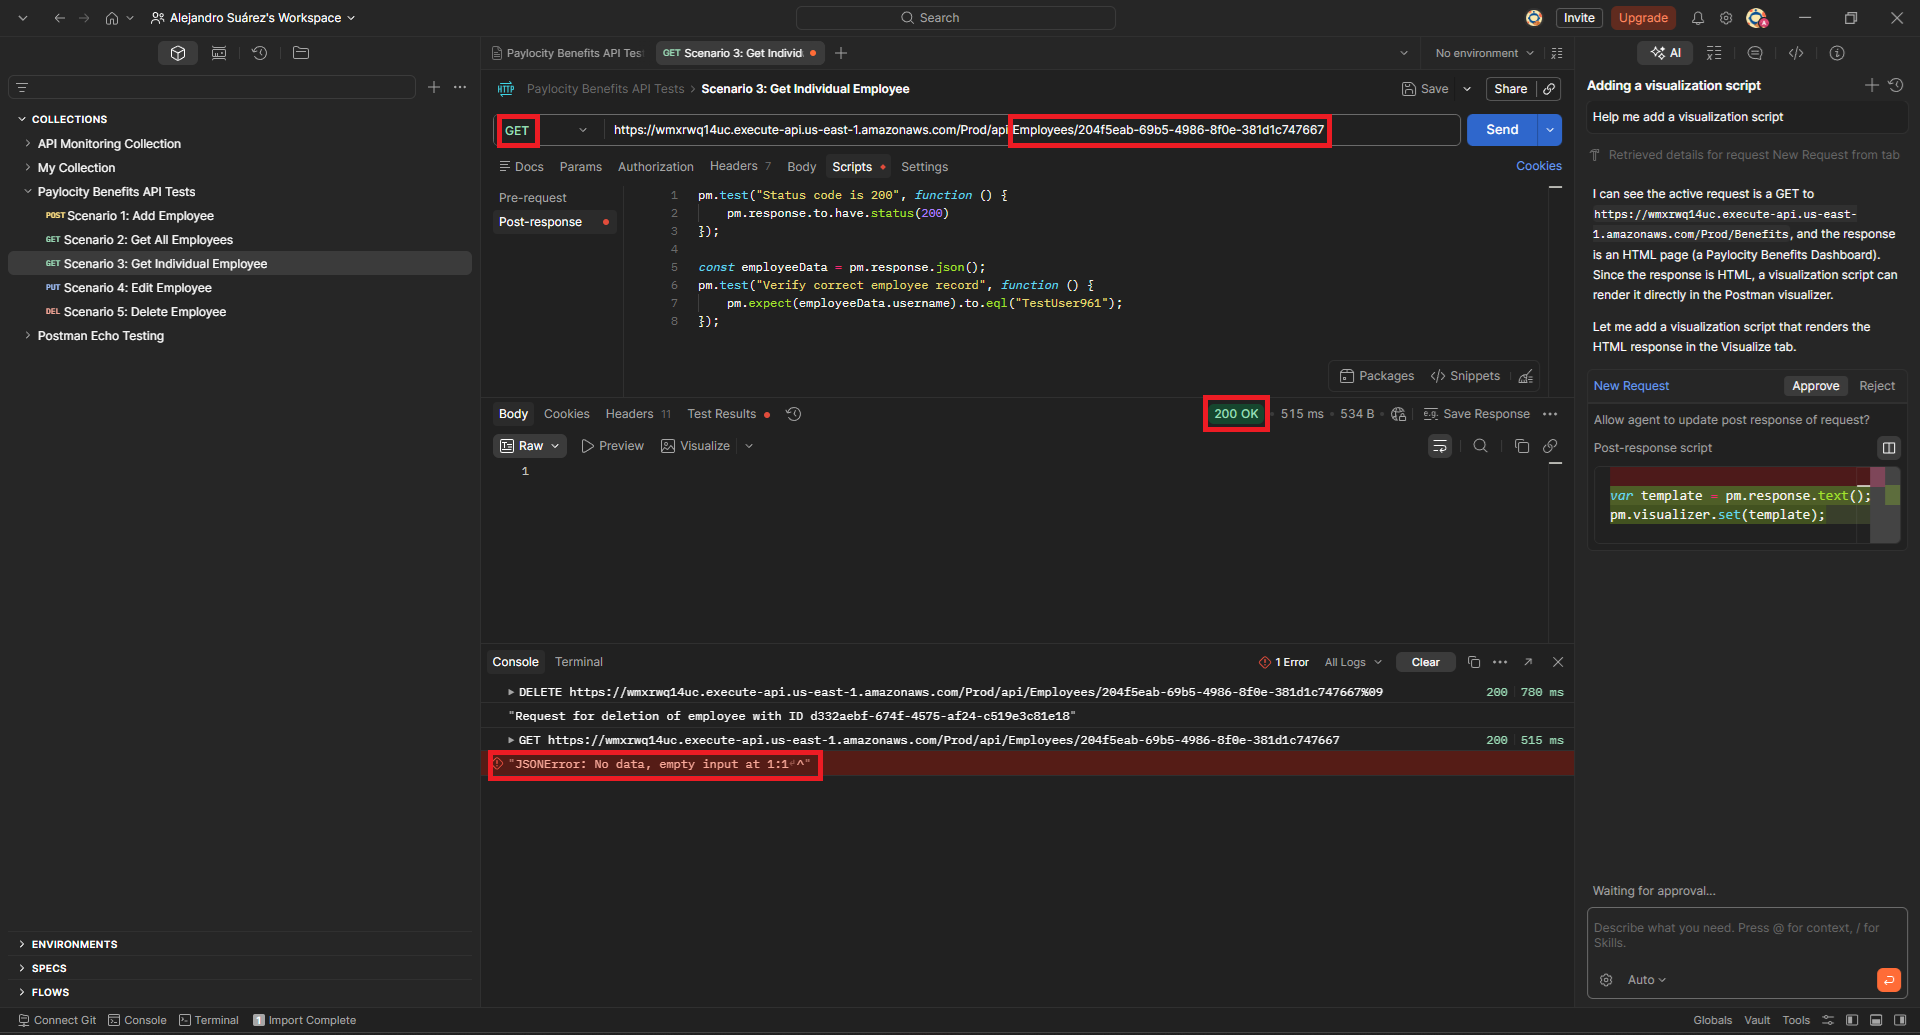 Alejandro Suárez's Workspace
Search
Invite
Upgrade
COLLECTIONS
API Monitoring Collection
My Collection
Paylocity Benefits API Tests
POST Scenario 1: Add Employee
GET Scenario 2: Get All Employees
GET Scenario 3: Get Individual Employee
PUT Scenario 4: Edit Employee
DEL Scenario 5: Delete Employee
Postman Echo Testing
ENVIRONMENTS
SPECS
FLOWS
Paylocity Benefits API Tes
GET Scenario 3: Get Individ
No environment
HTTP Paylocity Benefits API Tests > Scenario 3: Get Individual Employee
Save
Share
GET
https://wmxrwq14uc.execute-api.us-east-1.amazonaws.com/Prod/api/Employees/204f5eab-69b5-4986-8f0e-381d1c747667
Send
Docs Params Authorization Headers 7 Body Scripts Settings
Cookies
Pre-request
Post-response
1 pm.test("Status code is 200", function () {
2 pm.response.to.have.status(200)
3 });
4
5 const employeeData = pm.response.json();
6 pm.test("Verify correct employee record", function () {
7 pm.expect(employeeData.username).to.eql("TestUser961");
8 });
Packages
Snippets
Body Cookies Headers 11 Test Results
200 OK 515 ms 534 B
e.g. Save Response
Raw Preview Visualize
1
Console Terminal
1 Error All Logs Clear
DELETE https://wmxrwq14uc.execute-api.us-east-1.amazonaws.com/Prod/api/Employees/204f5eab-69b5-4986-8f0e-381d1c747667%09 200 780 ms
"Request for deletion of employee with ID d332aebf-674f-4575-af24-c519e3c81e18"
GET https://wmxrwq14uc.execute-api.us-east-1.amazonaws.com/Prod/api/Employees/204f5eab-69b5-4986-8f0e-381d1c747667 200 515 ms
"JSONError: No data, empty input at 1:1↵^"
AI
Adding a visualization script
Help me add a visualization script
Retrieved details for request New Request from tab
I can see the active request is a GET to
https://wmxrwq14uc.execute-api.us-east-
1.amazonaws.com/Prod/Benefits, and the response
is an HTML page (a Paylocity Benefits Dashboard).
Since the response is HTML, a visualization script can
render it directly in the Postman visualizer.
Let me add a visualization script that renders the
HTML response in the Visualize tab.
New Request
Approve
Reject
Allow agent to update post response of request?
Post-response script
var template = pm.response.text();
pm.visualizer.set(template);
Waiting for approval...
Describe what you need. Press @ for context, / for
Skills.
Auto
Connect Git Console Terminal 1 Import Complete
Globals Vault Tools